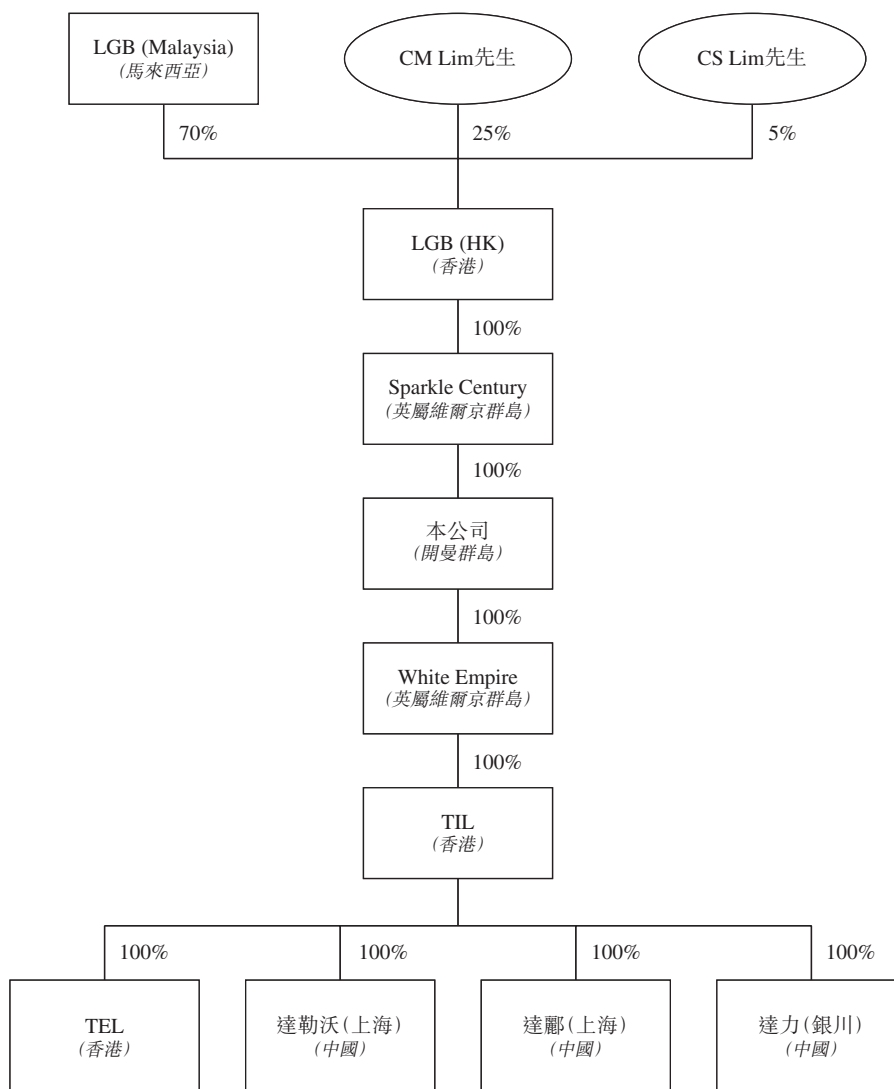 LGB (Malaysia)
(馬來西亞)
CM Lim先生
CS Lim先生
70%
25%
5%
LGB (HK)
(香港)
100%
Sparkle Century
(英屬維爾京群島)
100%
本公司
(開曼群島)
100%
White Empire
(英屬維爾京群島)
100%
TIL
(香港)
100%
100%
100%
100%
TEL
(香港)
達勒沃(上海)
(中國)
達酈(上海)
(中國)
達力(銀川)
(中國)